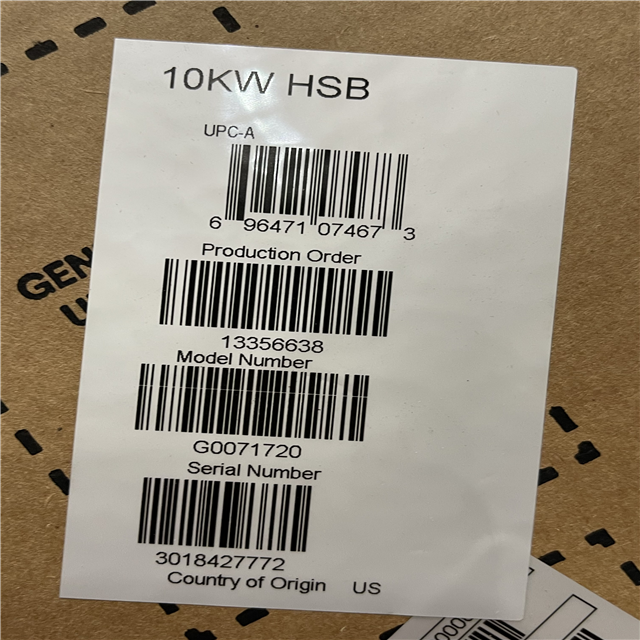 10KW HSB
UPC-A
6 96471 07467 3
Production Order
13356638
Model Number
G0071720
Serial Number
3018427772
Country of Origin US
GEN